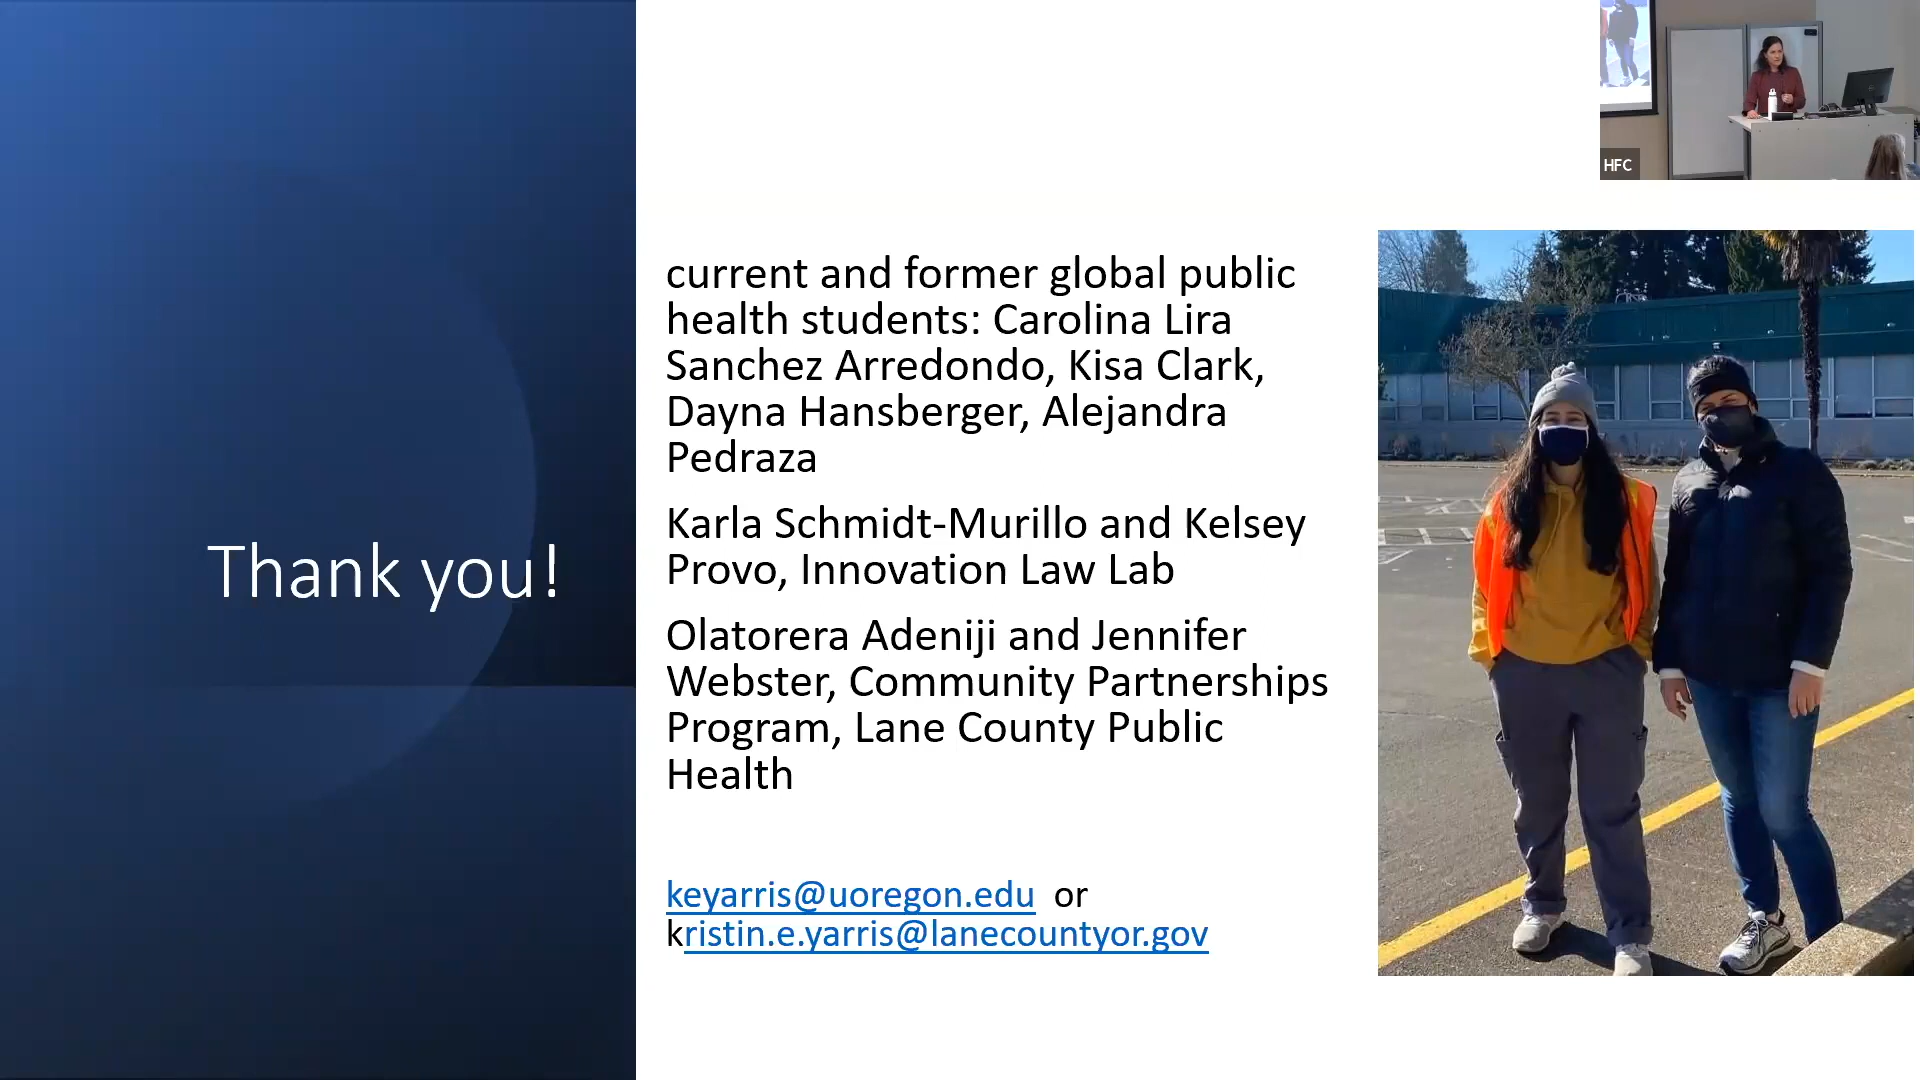 HFC
Thank you!
current and former global public
health students: Carolina Lira
Sanchez Arredondo, Kisa Clark,
Dayna Hansberger, Alejandra
Pedraza
Karla Schmidt-Murillo and Kelsey
Provo, Innovation Law Lab
Olatorera Adeniji and Jennifer
Webster, Community Partnerships
Program, Lane County Public
Health
keyarris@uoregon.edu or
kristin.e.yarris@lanecountyor.gov